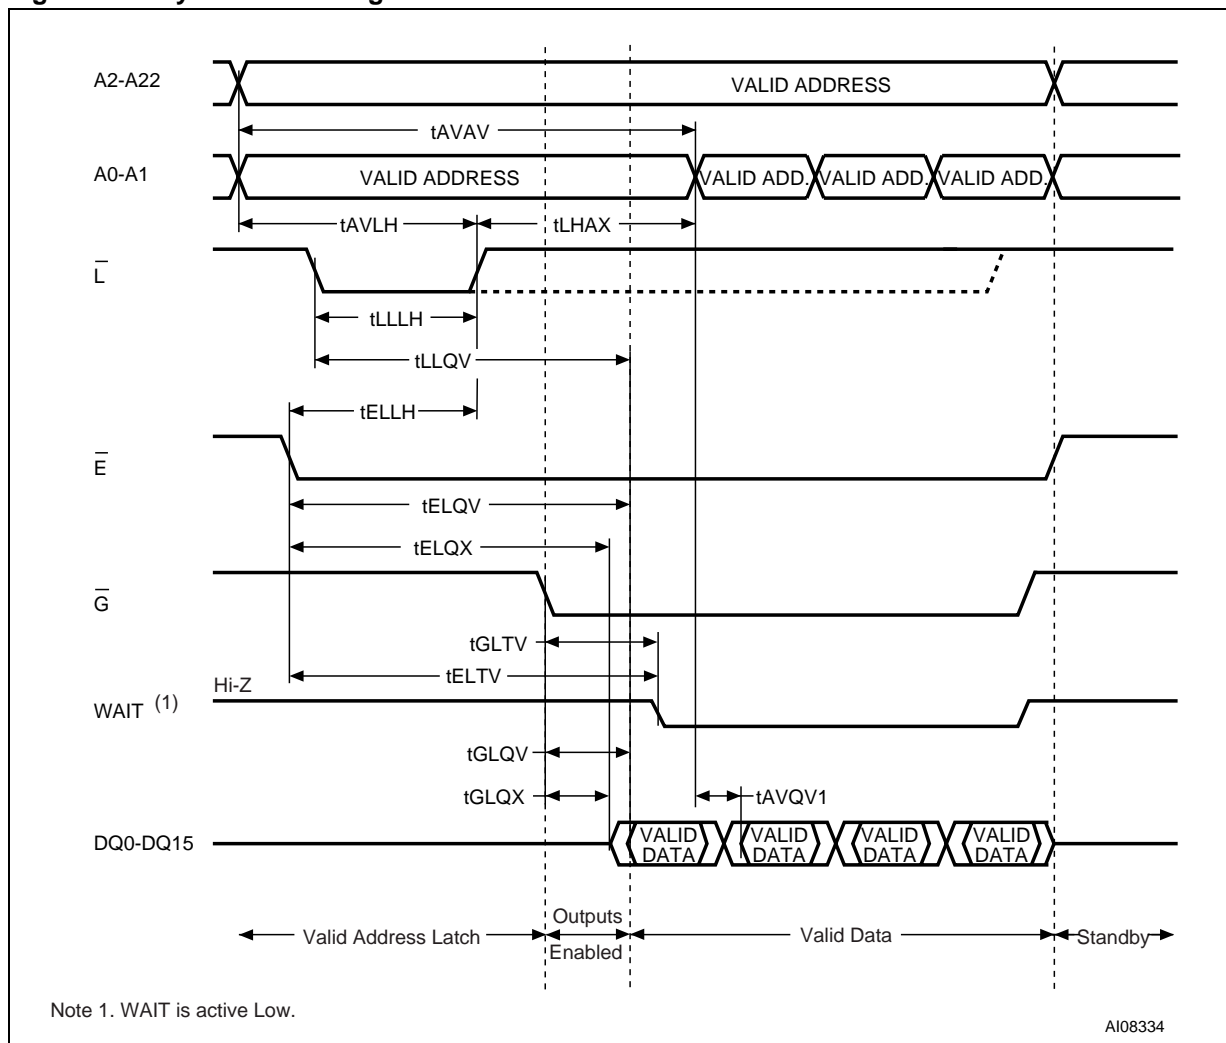 A2-A22
VALID ADDRESS
tAVAV
A0-A1
VALID ADDRESS
VALID ADD.
VALID ADD.
VALID ADD.
tAVLH
tLHAX
L
tLLLH
tLLQV
tELLH
E
tELQV
tELQX
G
tGLTV
tELTV
Hi-Z
WAIT (1)
tGLQV
tGLQX
tAVQV1
DQ0-DQ15
VALID
DATA
VALID
DATA
VALID
DATA
VALID
DATA
Valid Address Latch
Outputs
Enabled
Valid Data
Standby
Note 1. WAIT is active Low.
AI08334